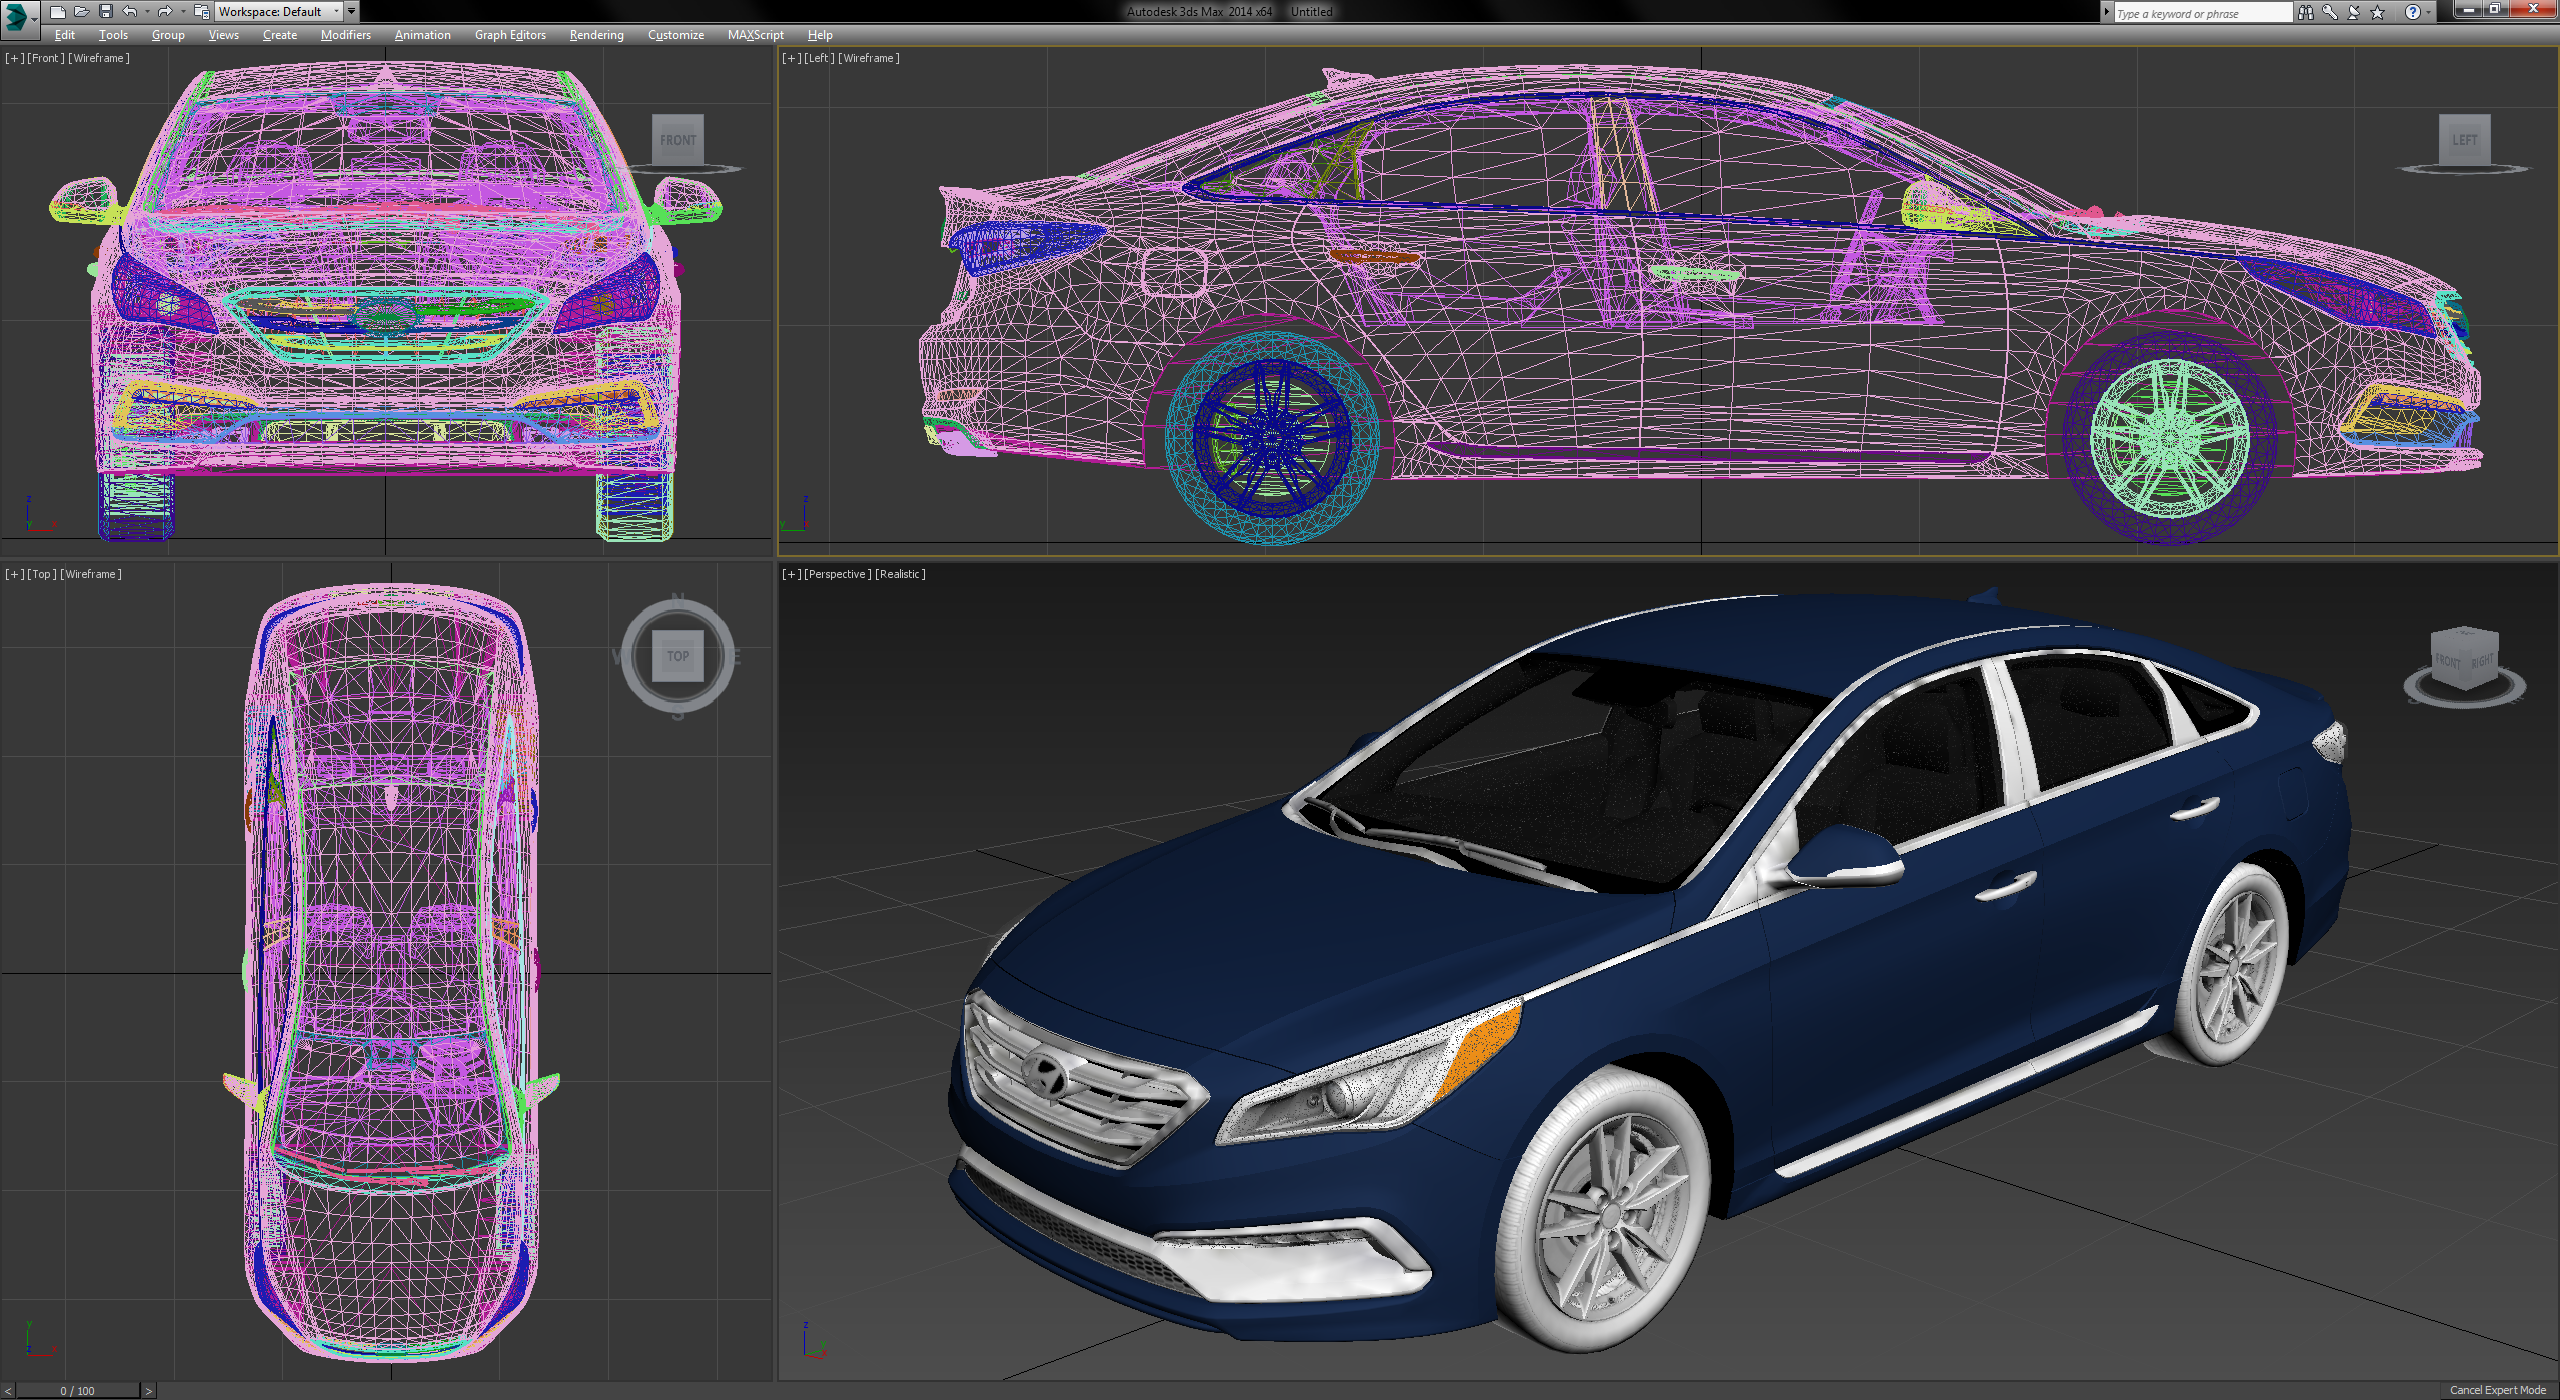 Workspace: Default
Autodesk 3ds Max 2014 x64 Untitled
Type a keyword or phrase
Edit Tools Group Views Create Modifiers Animation Graph Editors Rendering Customize MAXScript Help
[+] [Front] [Wireframe]
[+] [Left] [Wireframe]
FRONT
LEFT
z
y
x
z
y
[+] [Top] [Wireframe]
[+] [Perspective] [Realistic]
N
W
TOP
E
S
FRONT
RIGHT
y
z
x
z
y
x
< 0 / 100 >
Cancel Expert Mode